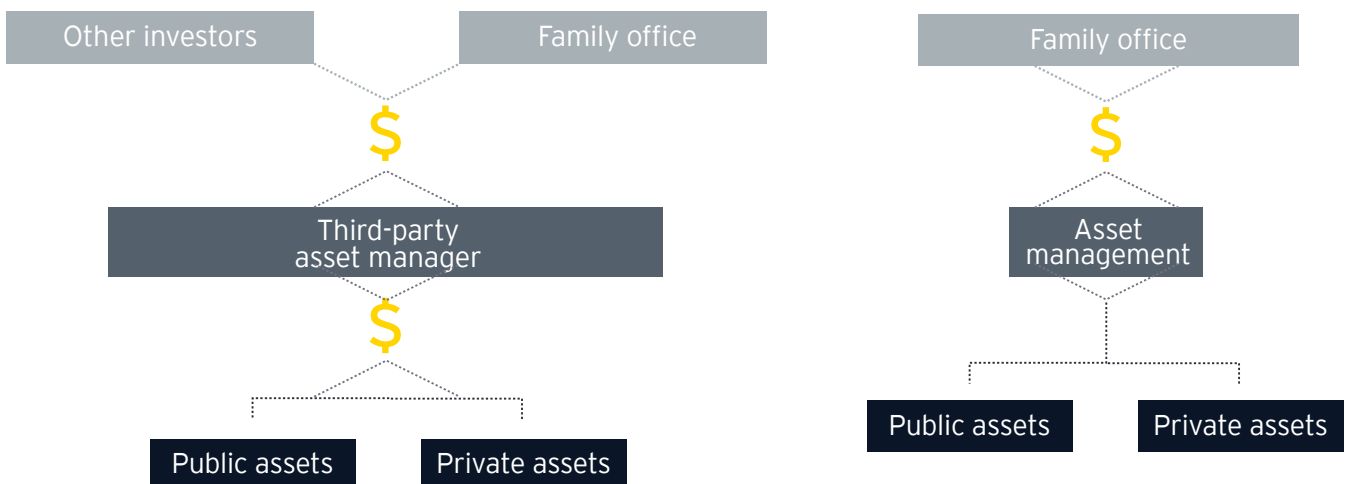 Other investors
Family office
$
Third-party
asset manager
$
Public assets
Private assets
Family office
$
Asset
management
Public assets
Private assets